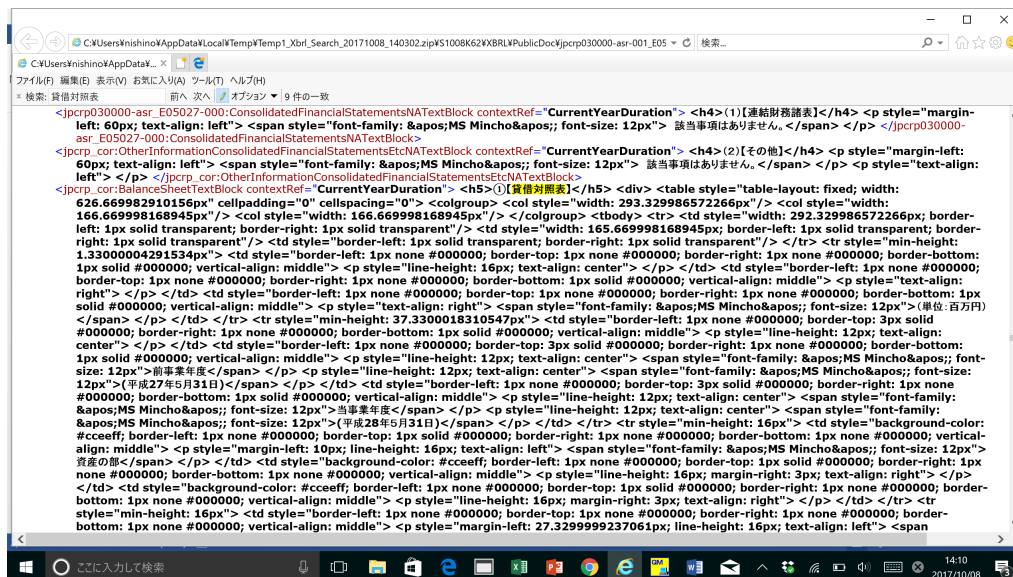 C:¥Users¥nishino¥AppData¥Local¥Temp¥Temp1_Xbrl_Search_20171008_140302.zip¥S1008K62¥XBRL¥PublicDoc¥jpcrp030000-asr-001_E05 検索...
C:¥Users¥nishino¥AppData¥... ×
ファイル(F) 編集(E) 表示(V) お気に入り(A) ツール(T) ヘルプ(H)
× 検索: 貸借対照表 前へ 次へ オプション ▼ 9 件の一致
<jpcrp030000-asr_E05027-000:ConsolidatedFinancialStatementsNATextBlock contextRef="CurrentYearDuration"> <h4>(1)【連結財務諸表】</h4> <p style="margin-
left: 60px; text-align: left"> <span style="font-family: &apos;MS Mincho&apos;; font-size: 12px"> 該当事項はありません。</span> </p> </jpcrp030000-
asr_E05027-000:ConsolidatedFinancialStatementsNATextBlock>
<jpcrp_cor:OtherInformationConsolidatedFinancialStatementsEtcNATextBlock contextRef="CurrentYearDuration"> <h4>(2)【その他】</h4> <p style="margin-left:
60px; text-align: left"> <span style="font-family: &apos;MS Mincho&apos;; font-size: 12px"> 該当事項はありません。</span> </p> <p style="text-align:
left"> </p> </jpcrp_cor:OtherInformationConsolidatedFinancialStatementsEtcNATextBlock>
<jpcrp_cor:BalanceSheetTextBlock contextRef="CurrentYearDuration"> <h5>①【貸借対照表】</h5> <div> <table style="table-layout: fixed; width:
626.669982910156px" cellpadding="0" cellspacing="0"> <colgroup> <col style="width: 293.329986572266px"/> <col style="width:
166.669998168945px"/> <col style="width: 166.669998168945px"/> </colgroup> <tbody> <tr> <td style="width: 292.329986572266px; border-
left: 1px solid transparent; border-right: 1px solid transparent"/> <td style="width: 165.669998168945px; border-left: 1px solid transparent; border-
right: 1px solid transparent"/> <td style="border-left: 1px solid transparent; border-right: 1px solid transparent"/> </tr> <tr style="min-height:
1.33000004291534px"> <td style="border-left: 1px none #000000; border-top: 1px none #000000; border-right: 1px none #000000; border-bottom:
1px solid #000000; vertical-align: middle"> <p style="line-height: 16px; text-align: center"> </p> </td> <td style="border-left: 1px none #000000;
border-top: 1px none #000000; border-right: 1px none #000000; border-bottom: 1px solid #000000; vertical-align: middle"> <p style="text-align:
right"> </p> </td> <td style="border-left: 1px none #000000; border-top: 1px none #000000; border-right: 1px none #000000; border-bottom: 1px
solid #000000; vertical-align: middle"> <p style="text-align: right"> <span style="font-family: &apos;MS Mincho&apos;; font-size: 12px">(単位:百万円)
</span> </p> </td> </tr> <tr style="min-height: 37.3300018310547px"> <td style="border-left: 1px none #000000; border-top: 3px solid
#000000; border-right: 1px none #000000; border-bottom: 1px solid #000000; vertical-align: middle"> <p style="line-height: 12px; text-align:
center"> </p> </td> <td style="border-left: 1px none #000000; border-top: 3px solid #000000; border-right: 1px none #000000; border-bottom:
1px solid #000000; vertical-align: middle"> <p style="line-height: 12px; text-align: center"> <span style="font-family: &apos;MS Mincho&apos;; font-
size: 12px">前事業年度</span> </p> <p style="line-height: 12px; text-align: center"> <span style="font-family: &apos;MS Mincho&apos;; font-size:
12px">(平成27年5月31日)</span> </p> </td> <td style="border-left: 1px none #000000; border-top: 3px solid #000000; border-right: 1px none
#000000; border-bottom: 1px solid #000000; vertical-align: middle"> <p style="line-height: 12px; text-align: center"> <span style="font-family:
&apos;MS Mincho&apos;; font-size: 12px">当事業年度</span> </p> <p style="line-height: 12px; text-align: center"> <span style="font-family:
&apos;MS Mincho&apos;; font-size: 12px">(平成28年5月31日)</span> </p> </td> </tr> <tr style="min-height: 16px"> <td style="background-color:
#cceeff; border-left: 1px none #000000; border-top: 1px solid #000000; border-right: 1px none #000000; border-bottom: 1px none #000000; vertical-
align: middle"> <p style="margin-left: 10px; line-height: 16px; text-align: left"> <span style="font-family: &apos;MS Mincho&apos;; font-size: 12px">
資産の部</span> </p> </td> <td style="background-color: #cceeff; border-left: 1px none #000000; border-top: 1px solid #000000; border-right: 1px
none #000000; border-bottom: 1px none #000000; vertical-align: middle"> <p style="line-height: 16px; margin-right: 3px; text-align: right"> </p>
</td> <td style="background-color: #cceeff; border-left: 1px none #000000; border-top: 1px solid #000000; border-right: 1px none #000000; border-
bottom: 1px none #000000; vertical-align: middle"> <p style="line-height: 16px; margin-right: 3px; text-align: right"> </p> </td> </tr> <tr
style="min-height: 16px"> <td style="border-left: 1px none #000000; border-top: 1px none #000000; border-right: 1px none #000000; border-
bottom: 1px none #000000; vertical-align: middle"> <p style="margin-left: 27.3299999237061px; line-height: 16px; text-align: left"> <span
ここに入力して検索
14:10
2017/10/08